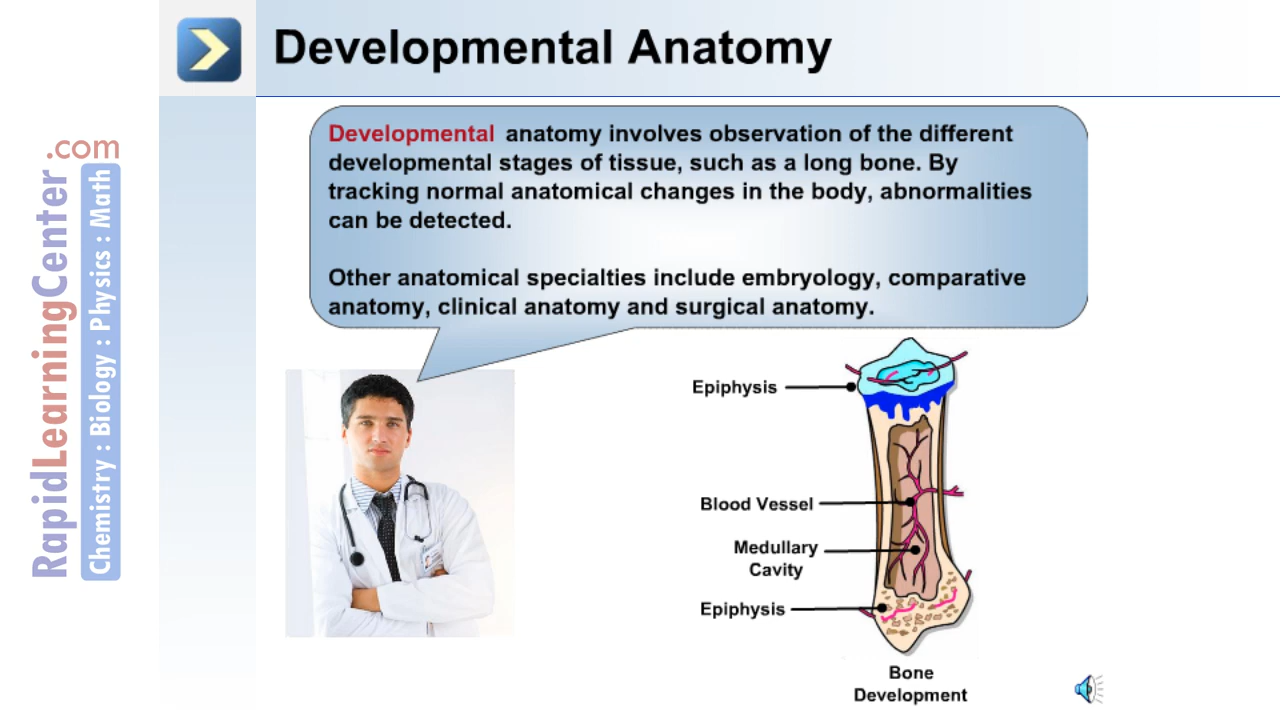 Developmental Anatomy
Developmental anatomy involves observation of the different
developmental stages of tissue, such as a long bone. By
tracking normal anatomical changes in the body, abnormalities
can be detected.
Other anatomical specialties include embryology, comparative
anatomy, clinical anatomy and surgical anatomy.
Epiphysis
Blood Vessel
Medullary
Cavity
Epiphysis
Bone
Development
RapidLearningCenter.com
Chemistry : Biology : Physics : Math